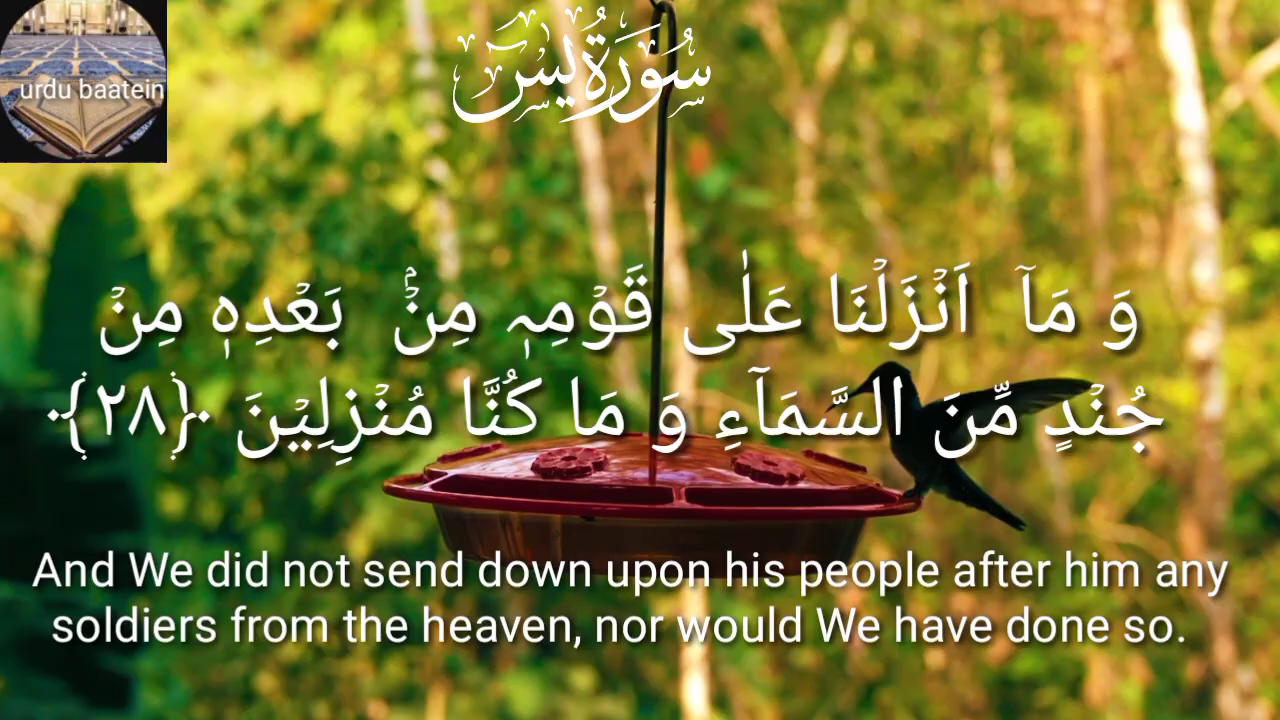 urdu baatein
سُوْرَةُ يٰسٓ
وَ مَاۤ اَنْزَلْنَا عَلٰی قَوْمِہٖ مِنْۢ بَعْدِہٖ مِنْ
جُنْدٍ مِّنَ السَّمَآءِ وَ مَا كُنَّا مُنْزِلِیْنَ ﴿۲۸﴾
And We did not send down upon his people after him any
soldiers from the heaven, nor would We have done so.